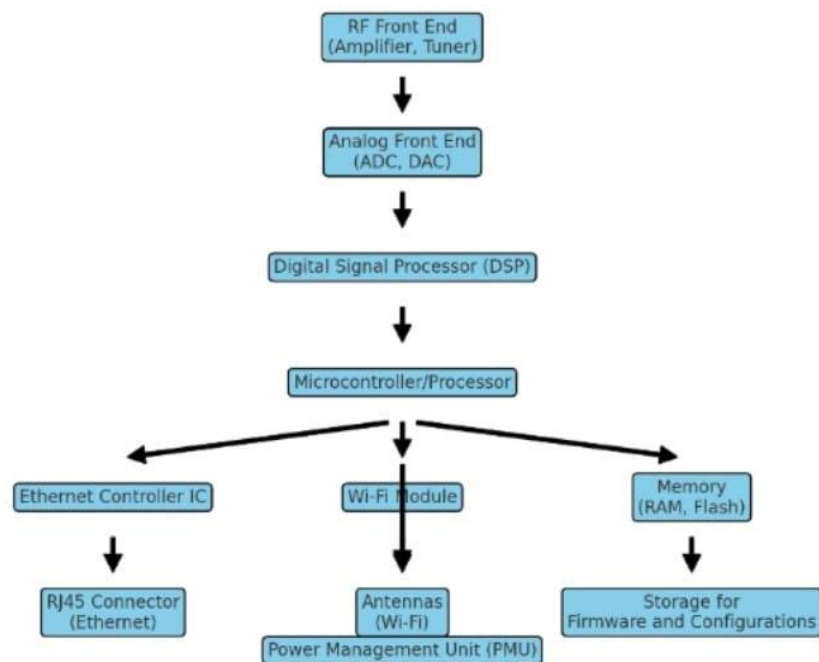 RF Front End
(Amplifier, Tuner)
Analog Front End
(ADC, DAC)
Digital Signal Processor (DSP)
Microcontroller/Processor
Ethernet Controller IC
Wi-Fi Module
Memory
(RAM, Flash)
RJ45 Connector
(Ethernet)
Antennas
(Wi-Fi)
Storage for
Firmware and Configurations
Power Management Unit (PMU)